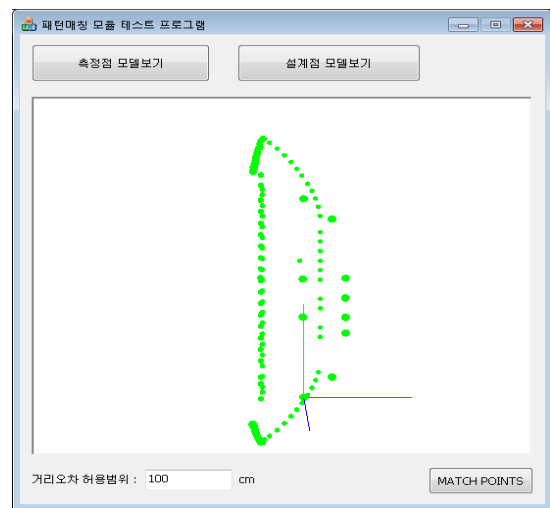 패턴매칭 모듈 테스트 프로그램
측정점 모델보기
설계점 모델보기
거리오차 허용범위 : 100 cm
MATCH POINTS